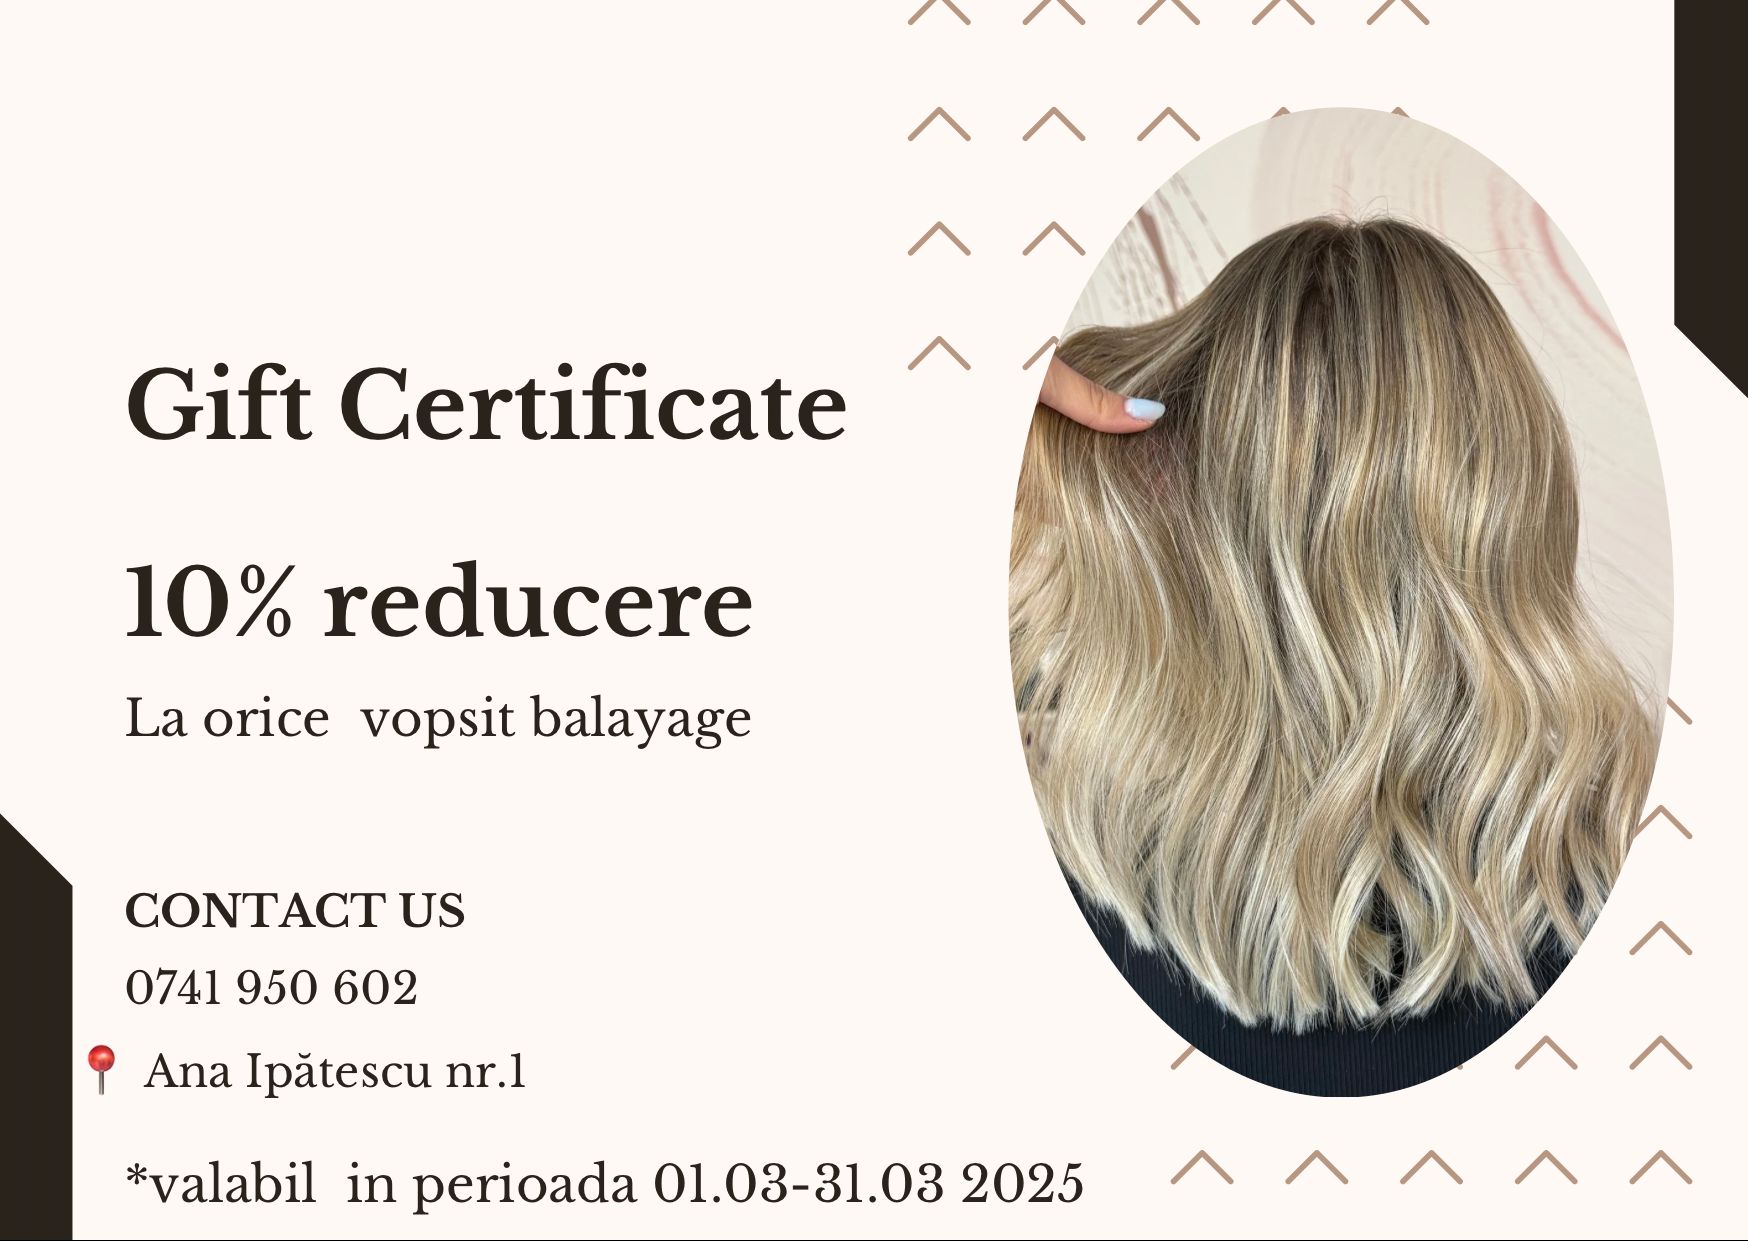 Gift Certificate
10% reducere
La orice vopsit balayage
CONTACT US
0741 950 602
📍 Ana Ipătescu nr.1
*valabil in perioada 01.03-31.03 2025